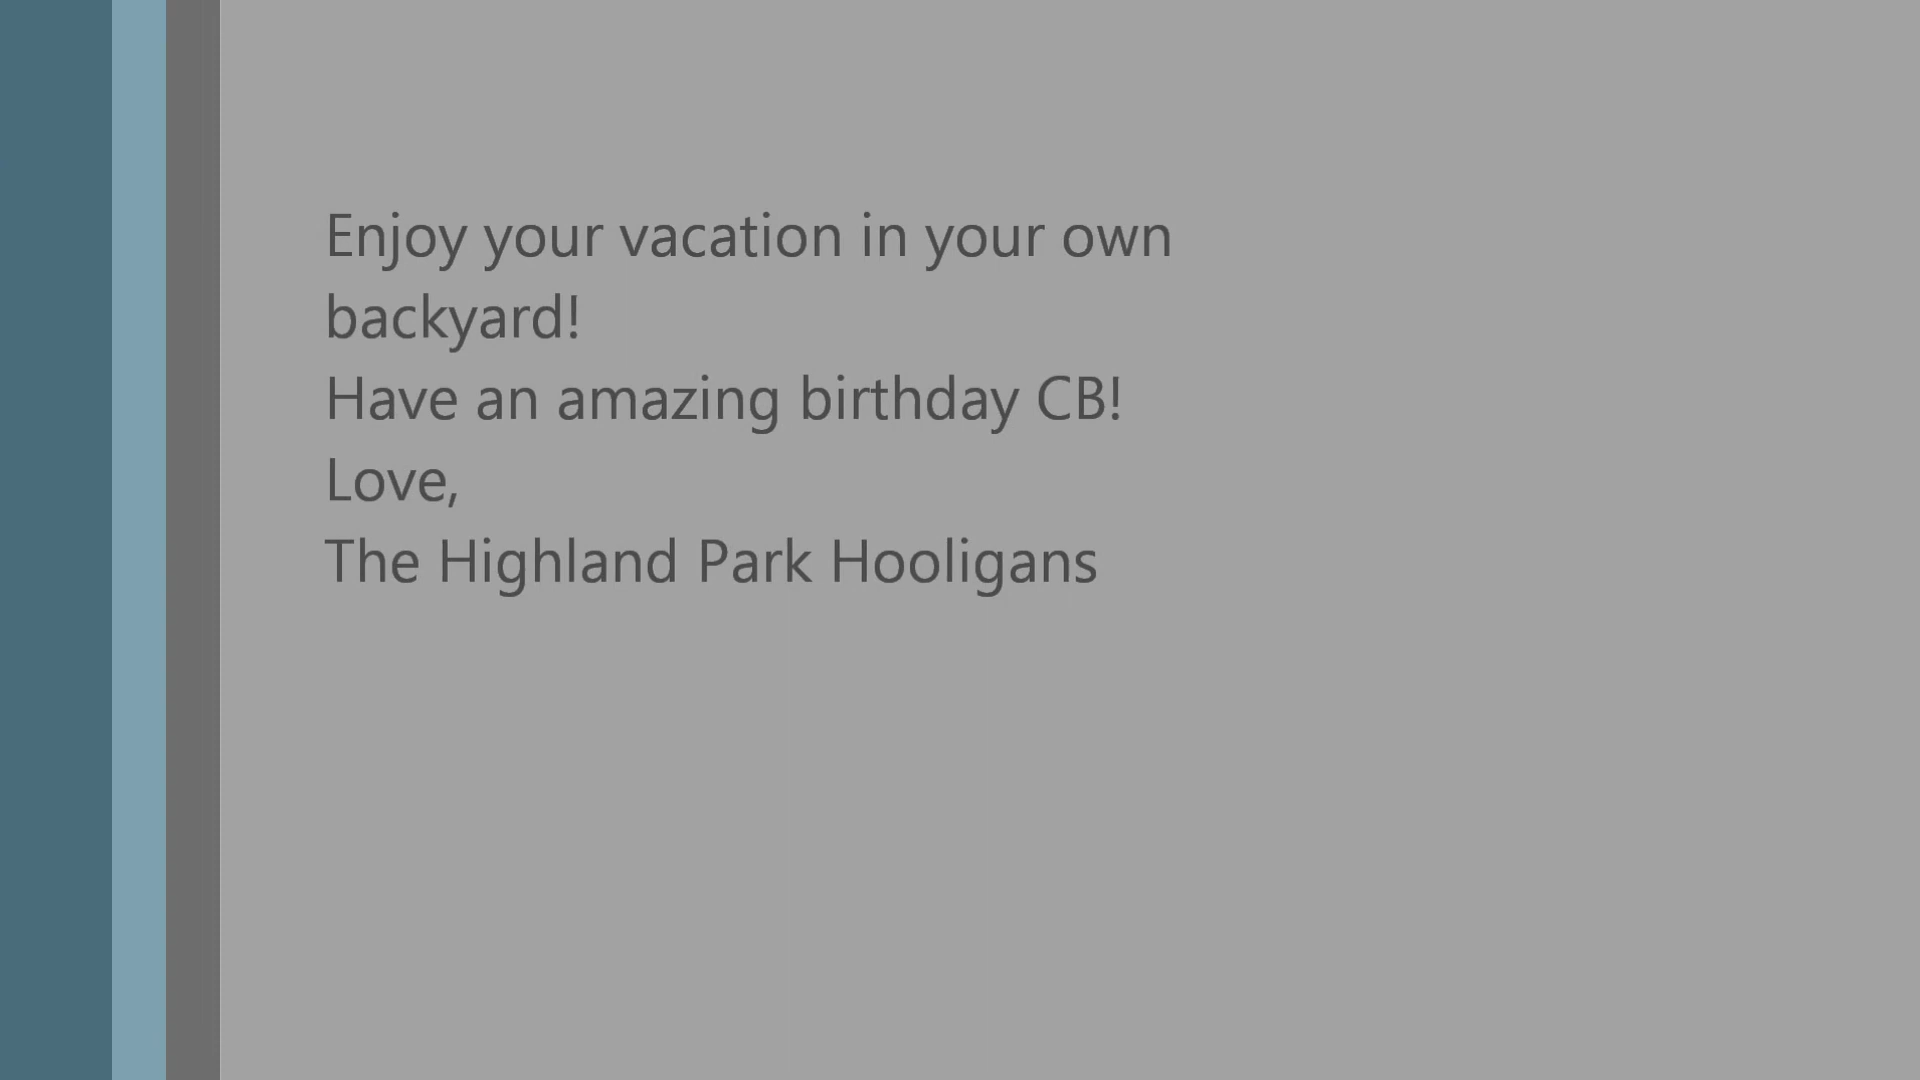 Enjoy your vacation in your own
backyard!
Have an amazing birthday CB!
Love,
The Highland Park Hooligans